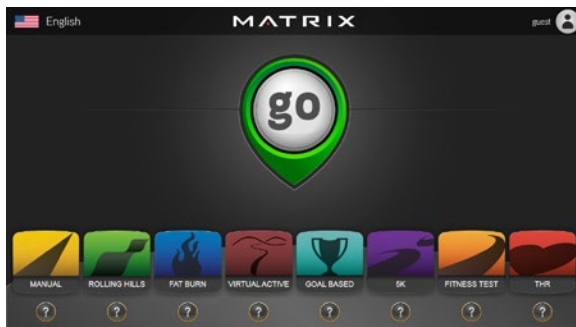 English
MATRIX
guest
go
MANUAL
ROLLING HILLS
FAT BURN
VIRTUAL ACTIVE
GOAL BASED
5K
FITNESS TEST
THR
? ? ? ? ? ? ? ?